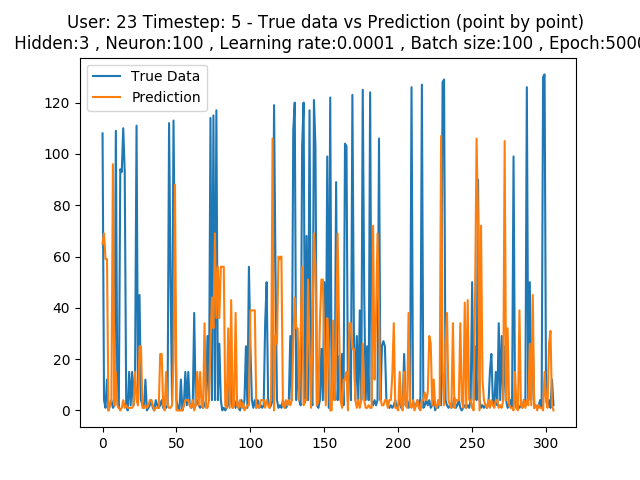 User: 23 Timestep: 5 - True data vs Prediction (point by point)
Hidden:3 , Neuron:100 , Learning rate:0.0001 , Batch size:100 , Epoch:5000
True Data
Prediction
120
100
80
60
40
20
0
0 50 100 150 200 250 300